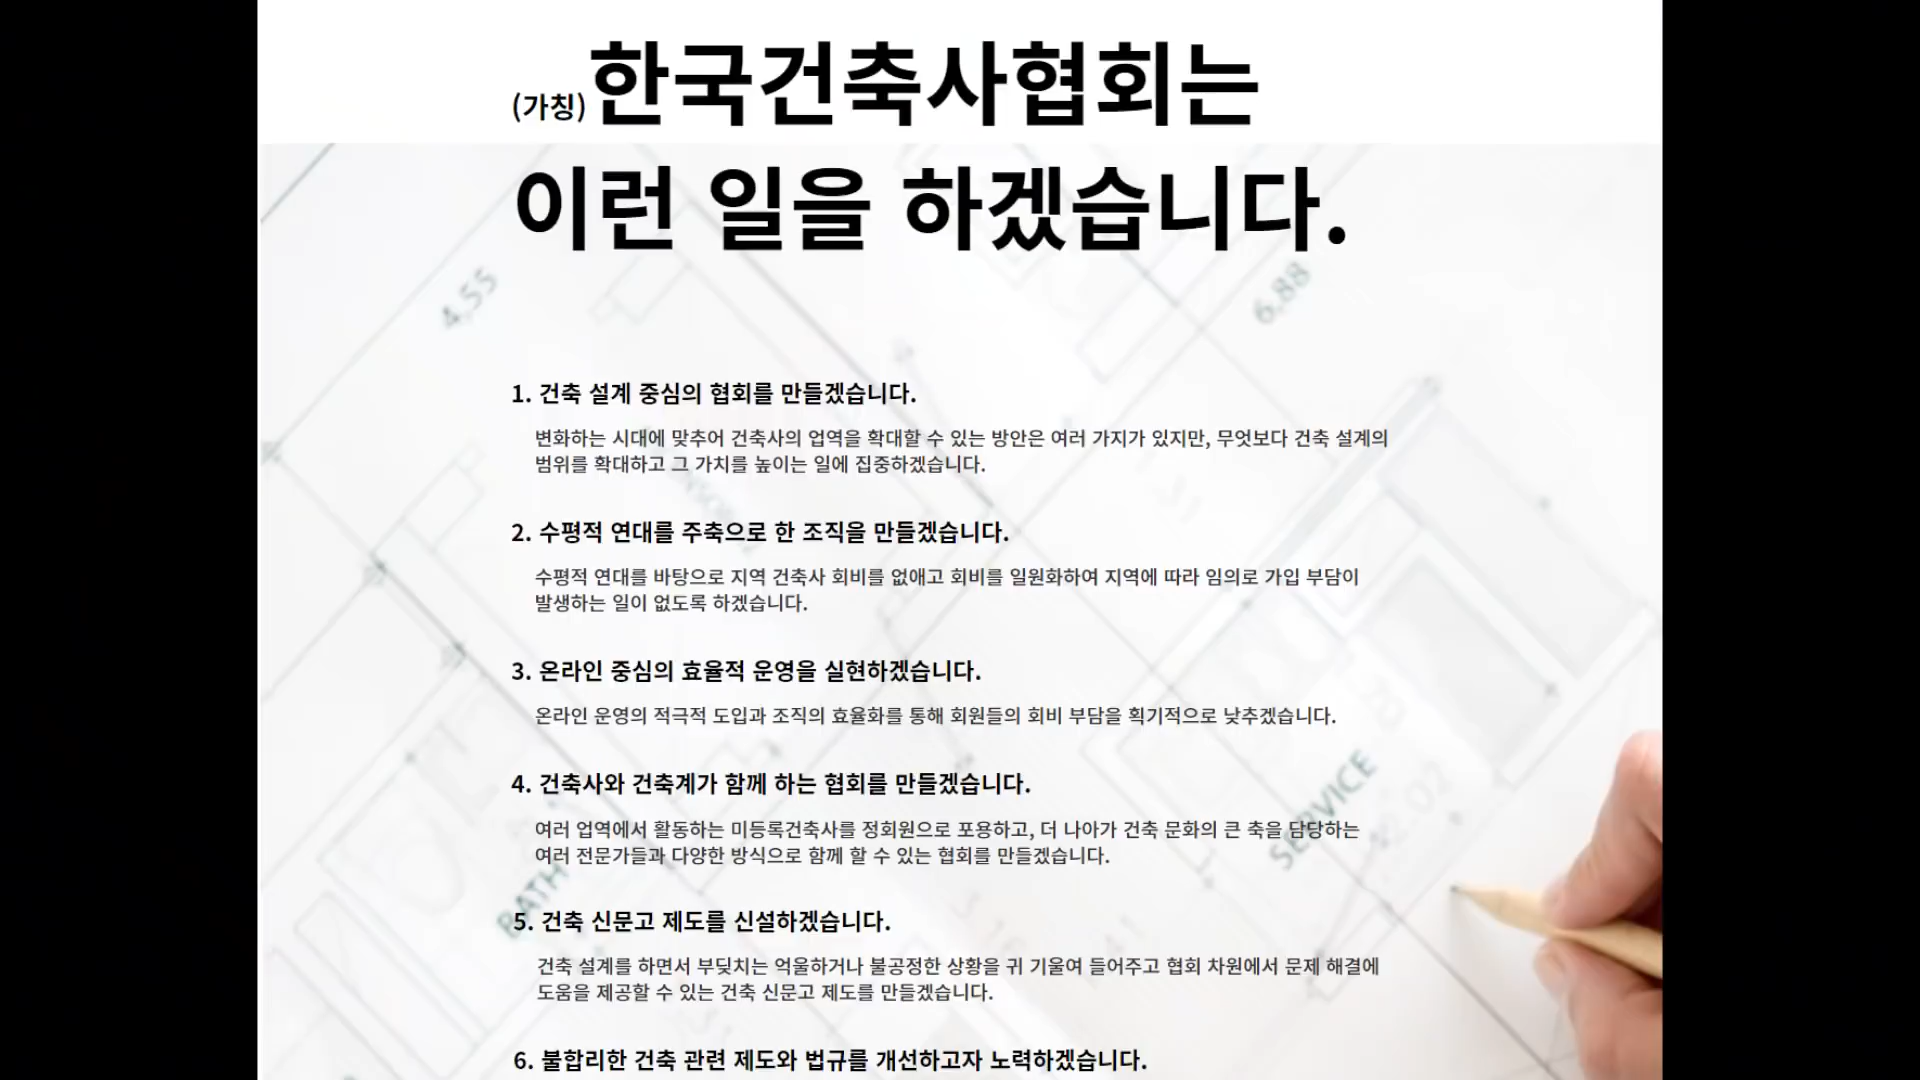 (가칭)한국건축사협회는
이런 일을 하겠습니다.
4,55
6,88
1. 건축 설계 중심의 협회를 만들겠습니다.
변화하는 시대에 맞추어 건축사의 업역을 확대할 수 있는 방안은 여러 가지가 있지만, 무엇보다 건축 설계의
범위를 확대하고 그 가치를 높이는 일에 집중하겠습니다.
2. 수평적 연대를 주축으로 한 조직을 만들겠습니다.
수평적 연대를 바탕으로 지역 건축사 회비를 없애고 회비를 일원화하여 지역에 따라 임의로 가입 부담이
발생하는 일이 없도록 하겠습니다.
3. 온라인 중심의 효율적 운영을 실현하겠습니다.
온라인 운영의 적극적 도입과 조직의 효율화를 통해 회원들의 회비 부담을 획기적으로 낮추겠습니다.
4. 건축사와 건축계가 함께 하는 협회를 만들겠습니다.
여러 업역에서 활동하는 미등록건축사를 정회원으로 포용하고, 더 나아가 건축 문화의 큰 축을 담당하는
여러 전문가들과 다양한 방식으로 함께 할 수 있는 협회를 만들겠습니다.
SERVICE
BATH
5. 건축 신문고 제도를 신설하겠습니다.
건축 설계를 하면서 부딪치는 억울하거나 불공정한 상황을 귀 기울여 들어주고 협회 차원에서 문제 해결에
도움을 제공할 수 있는 건축 신문고 제도를 만들겠습니다.
6. 불합리한 건축 관련 제도와 법규를 개선하고자 노력하겠습니다.